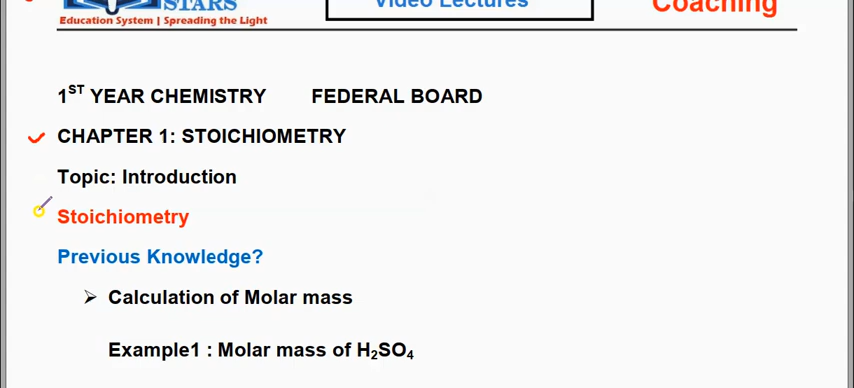 STARS
Video Lectures
Coaching
Education System | Spreading the Light
1ST YEAR CHEMISTRY FEDERAL BOARD
CHAPTER 1: STOICHIOMETRY
Topic: Introduction
Stoichiometry
Previous Knowledge?
➢ Calculation of Molar mass
Example1 : Molar mass of H₂SO₄